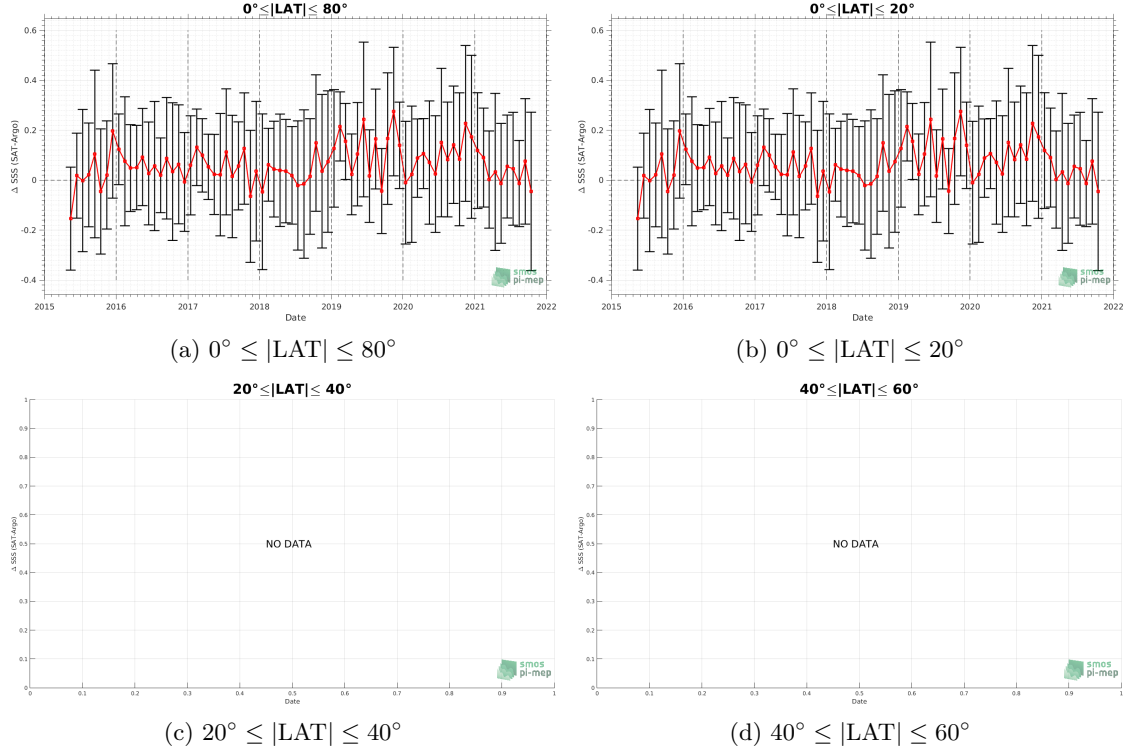 0°≤|LAT|≤ 80°
0.6
0.4
0.2
0
-0.2
-0.4
Δ SSS (SAT-Argo)
2015 2016 2017 2018 2019 2020 2021 2022
Date
smos
pi-mep
(a) 0° ≤ |LAT| ≤ 80°
0°≤|LAT|≤ 20°
0.6
0.4
0.2
0
-0.2
-0.4
Δ SSS (SAT-Argo)
2015 2016 2017 2018 2019 2020 2021 2022
Date
smos
pi-mep
(b) 0° ≤ |LAT| ≤ 20°
20°≤|LAT|≤ 40°
1
0.9
0.8
0.7
0.6
0.5
0.4
0.3
0.2
0.1
0
Δ SSS (SAT-Argo)
NO DATA
0 0.1 0.2 0.3 0.4 0.5 0.6 0.7 0.8 0.9 1
Date
smos
pi-mep
(c) 20° ≤ |LAT| ≤ 40°
40°≤|LAT|≤ 60°
1
0.9
0.8
0.7
0.6
0.5
0.4
0.3
0.2
0.1
0
Δ SSS (SAT-Argo)
NO DATA
0.1 0.2 0.3 0.4 0.5 0.6 0.7 0.8 0.9 1
Date
smos
pi-mep
(d) 40° ≤ |LAT| ≤ 60°